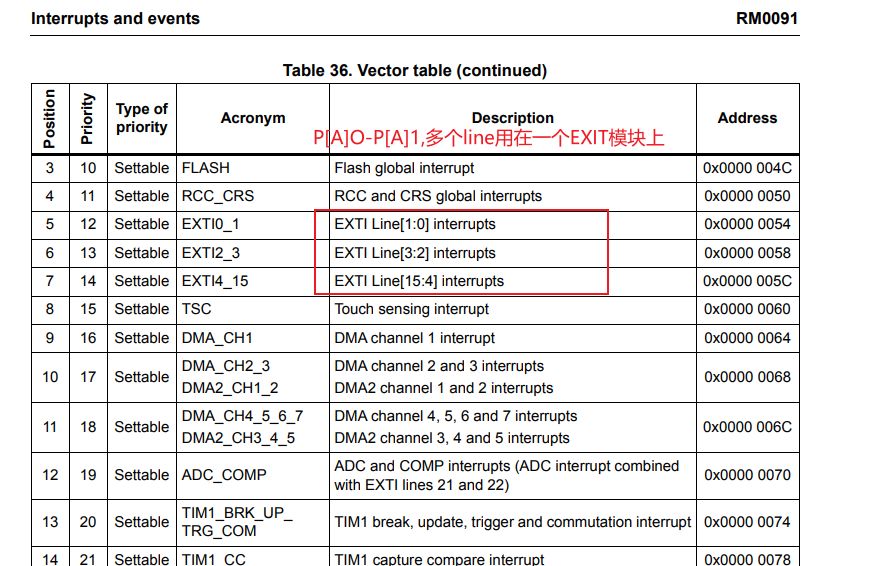 Interrupts and events RM0091
Table 36. Vector table (continued)
Position Priority Type of priority Acronym Description Address
P[A]O-P[A]1,多个line用在一个EXIT模块上
3 10 Settable FLASH Flash global interrupt 0x0000 004C
4 11 Settable RCC_CRS RCC and CRS global interrupts 0x0000 0050
5 12 Settable EXTI0_1 EXTI Line[1:0] interrupts 0x0000 0054
6 13 Settable EXTI2_3 EXTI Line[3:2] interrupts 0x0000 0058
7 14 Settable EXTI4_15 EXTI Line[15:4] interrupts 0x0000 005C
8 15 Settable TSC Touch sensing interrupt 0x0000 0060
9 16 Settable DMA_CH1 DMA channel 1 interrupt 0x0000 0064
10 17 Settable DMA_CH2_3 DMA channel 2 and 3 interrupts 0x0000 0068
DMA2_CH1_2 DMA2 channel 1 and 2 interrupts
11 18 Settable DMA_CH4_5_6_7 DMA channel 4, 5, 6 and 7 interrupts 0x0000 006C
DMA2_CH3_4_5 DMA2 channel 3, 4 and 5 interrupts
12 19 Settable ADC_COMP ADC and COMP interrupts (ADC interrupt combined 0x0000 0070
with EXTI lines 21 and 22)
13 20 Settable TIM1_BRK_UP_ TIM1 break, update, trigger and commutation interrupt 0x0000 0074
TRG_COM
14 21 Settable TIM1_CC TIM1 capture compare interrupt 0x0000 0078